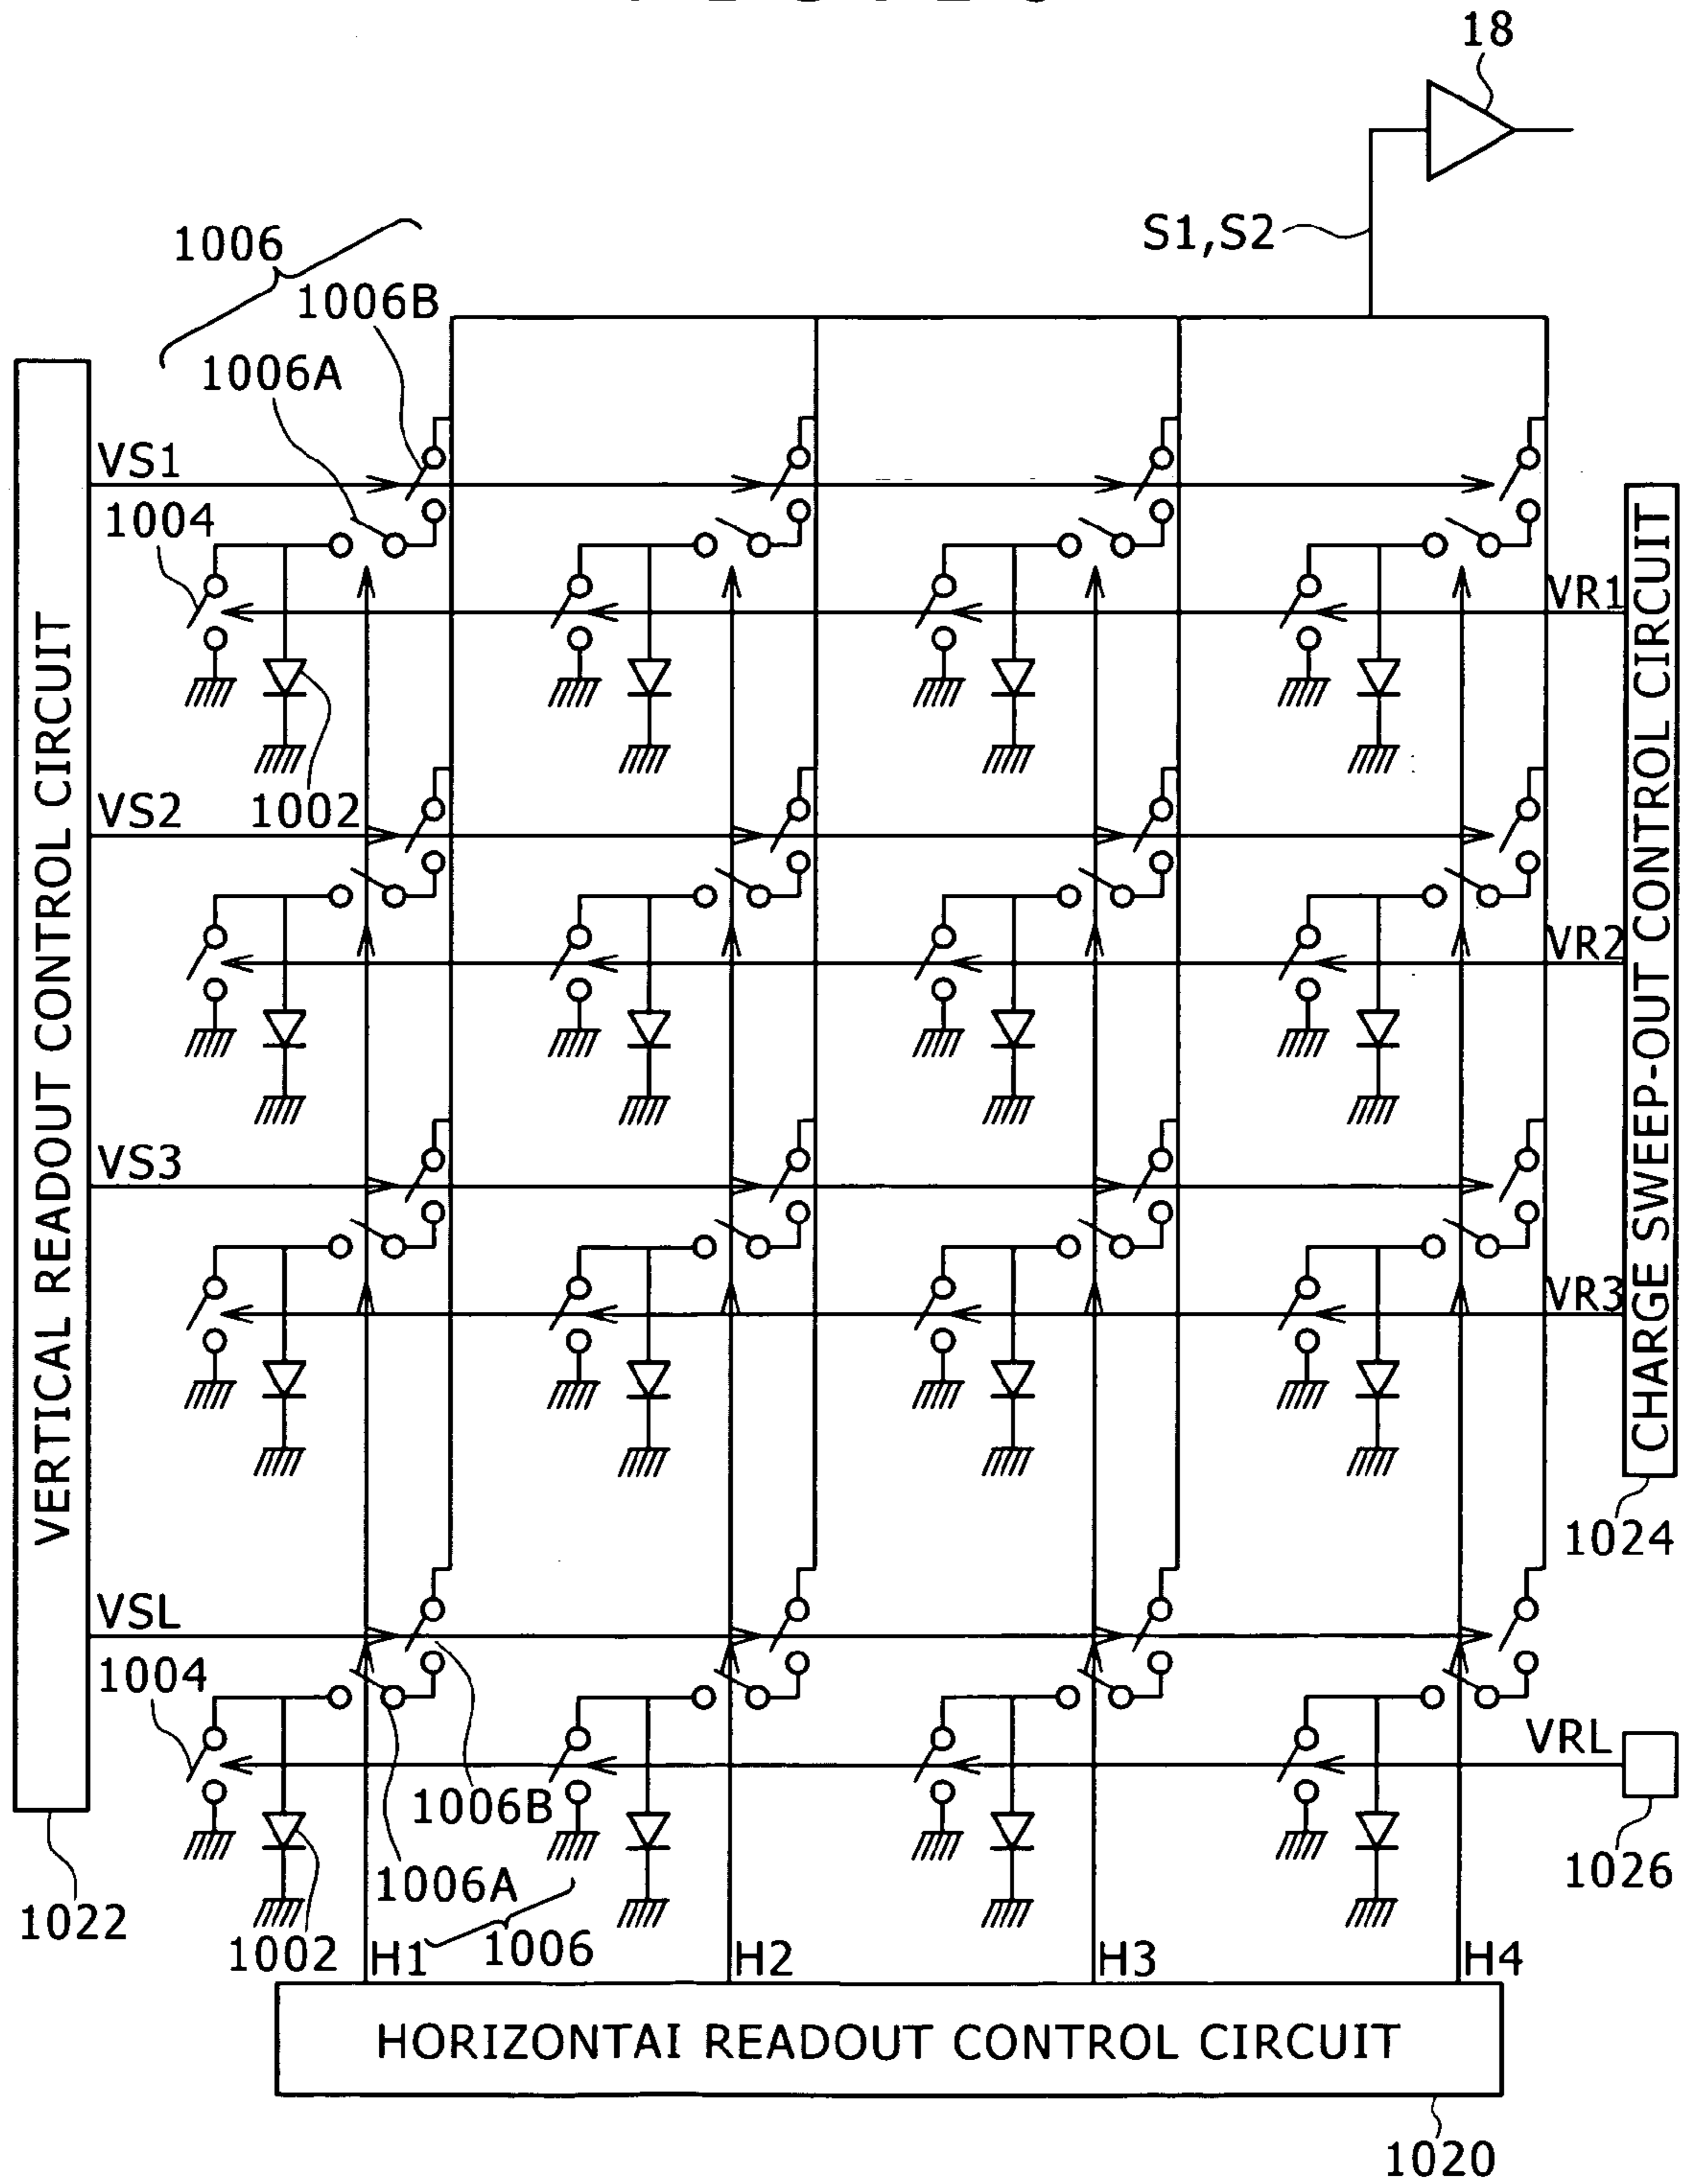 18
S1,S2
1006
1006B
1006A
VS1
1004
VR1
1002
VS2
VR2
VS3
VR3
1024
VSL
1004
VRL
1006B
1006A
1026
1022
1002
1006
H1
H2
H3
H4
VERTICAL READOUT CONTROL CIRCUIT
CHARGE SWEEP-OUT CONTROL CIRCUIT
HORIZONTAI READOUT CONTROL CIRCUIT
1020